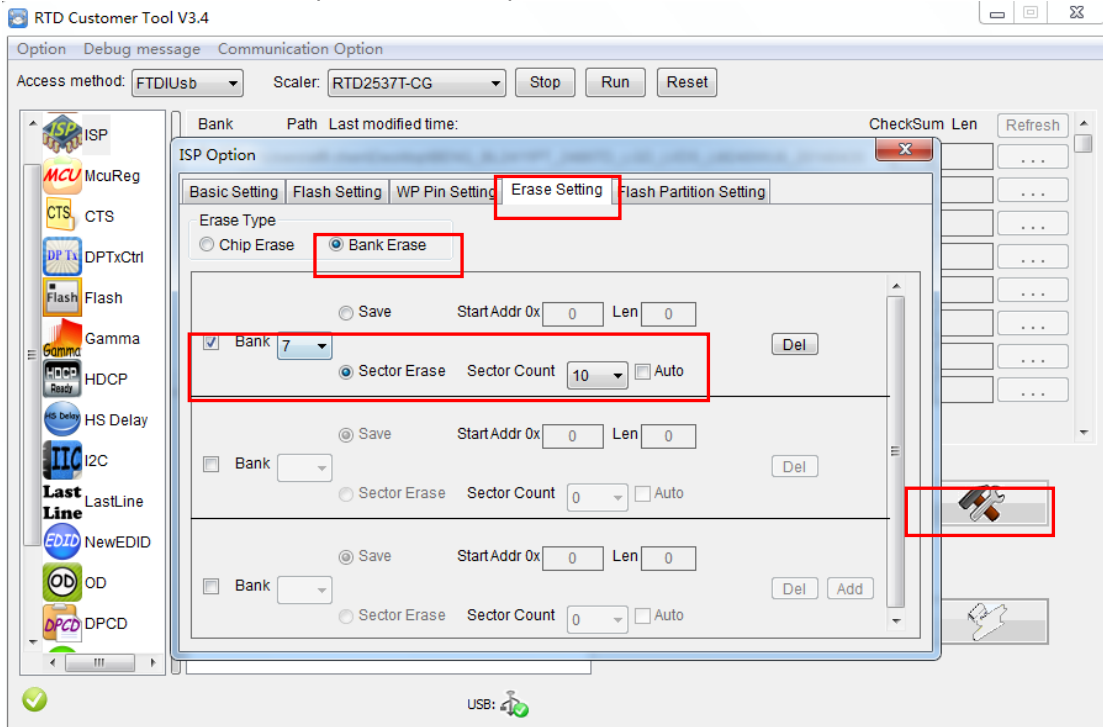 RTD Customer Tool V3.4
Option Debug message Communication Option
Access method: FTDIUsb Scaler: RTD2537T-CG Stop Run Reset
ISP
McuReg
CTS
DPTxCtrl
Flash
Gamma
HDCP
HS Delay
I2C
LastLine
NewEDID
OD
DPCD
ISP
MCU
CTS
DP Tx
Flash
Gamma
HDCP
Ready
HS Delay
IIC
Last
Line
EDID
OD
DPCD
Bank Path Last modified time: CheckSum Len Refresh
...
...
...
...
...
...
...
...
ISP Option
Basic Setting Flash Setting WP Pin Setting Erase Setting Flash Partition Setting
Erase Type
Chip Erase Bank Erase
Save Start Addr 0x 0 Len 0
Bank 7 Del
Sector Erase Sector Count 10 Auto
Save Start Addr 0x 0 Len 0
Bank Del
Sector Erase Sector Count 0 Auto
Save Start Addr 0x 0 Len 0
Bank Del Add
Sector Erase Sector Count 0 Auto
USB: